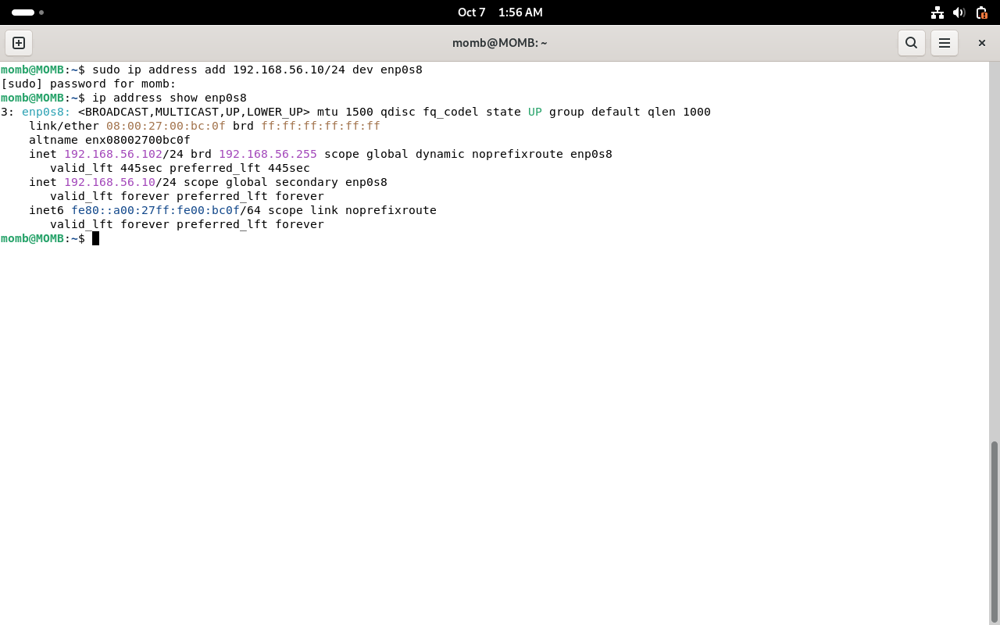 Oct 7 1:56 AM
momb@MOMB: ~
momb@MOMB:~$ sudo ip address add 192.168.56.10/24 dev enp0s8
[sudo] password for momb:
momb@MOMB:~$ ip address show enp0s8
3: enp0s8: <BROADCAST,MULTICAST,UP,LOWER_UP> mtu 1500 qdisc fq_codel state UP group default qlen 1000
    link/ether 08:00:27:00:bc:0f brd ff:ff:ff:ff:ff:ff
    altname enx08002700bc0f
    inet 192.168.56.102/24 brd 192.168.56.255 scope global dynamic noprefixroute enp0s8
       valid_lft 445sec preferred_lft 445sec
    inet 192.168.56.10/24 scope global secondary enp0s8
       valid_lft forever preferred_lft forever
    inet6 fe80::a00:27ff:fe00:bc0f/64 scope link noprefixroute
       valid_lft forever preferred_lft forever
momb@MOMB:~$